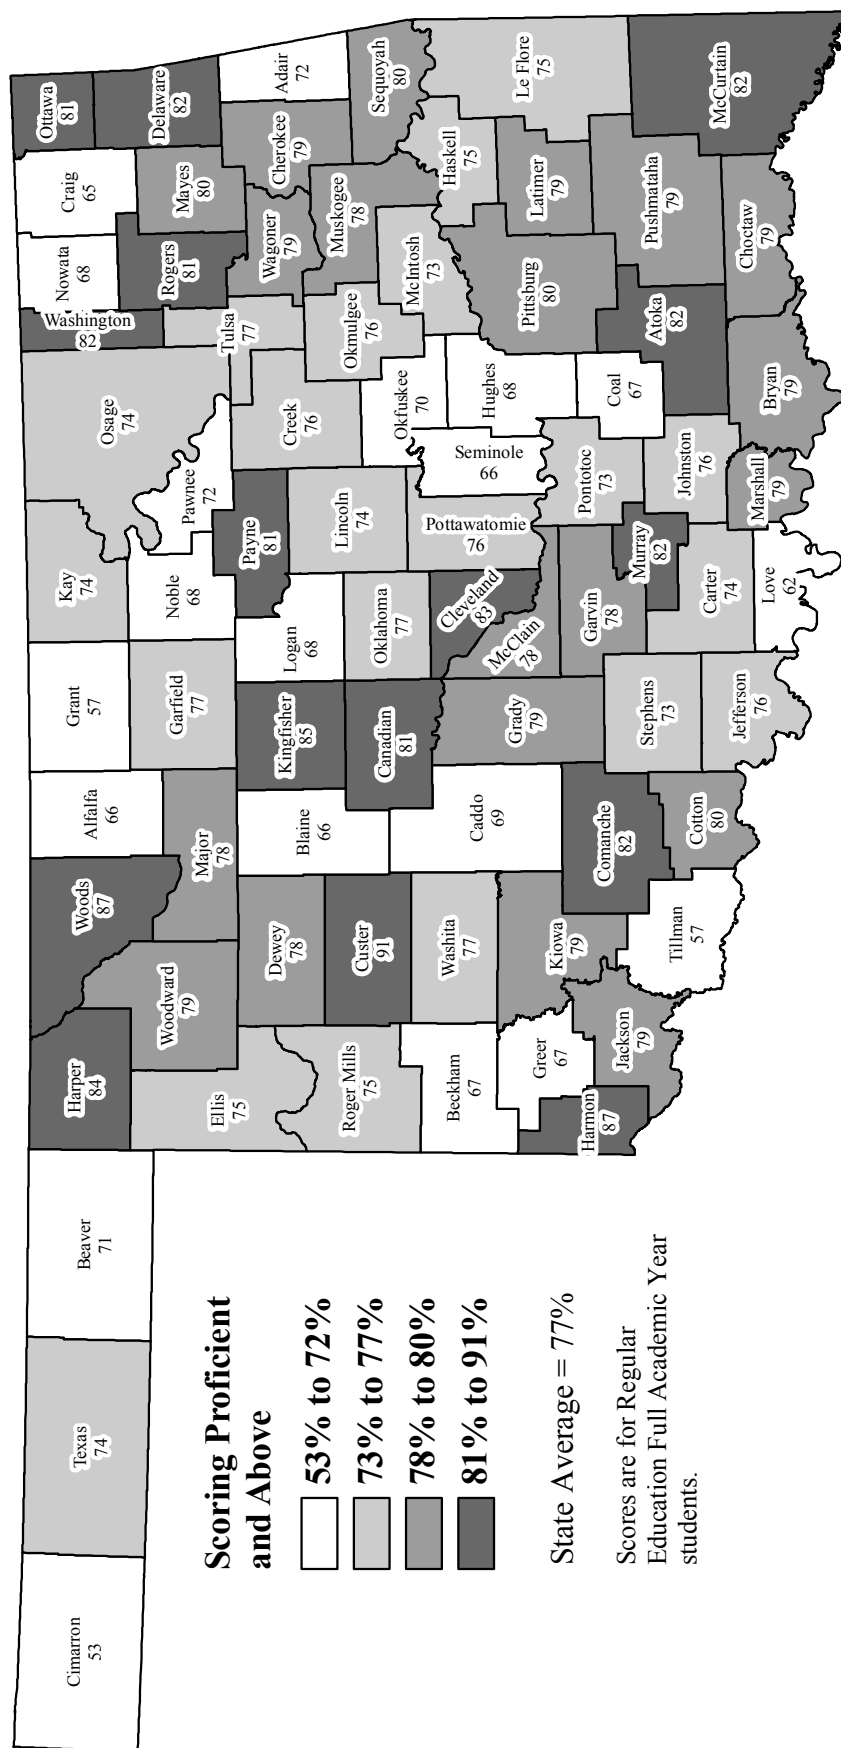 Cimarron
53
Texas
74
Beaver
71
Harper
84
Woods
87
Alfalfa
66
Grant
57
Kay
74
Osage
74
Washington
82
Nowata
68
Craig
65
Ottawa
81
Delaware
82
Rogers
81
Mayes
80
Ellis
75
Woodward
79
Major
78
Garfield
77
Noble
68
Pawnee
72
Tulsa
77
Wagoner
79
Cherokee
79
Adair
72
Roger Mills
75
Dewey
78
Blaine
66
Kingfisher
85
Logan
68
Payne
81
Creek
76
Custer
91
Canadian
81
Oklahoma
77
Lincoln
74
Okmulgee
76
Okfuskee
70
Muskogee
78
McIntosh
73
Sequoyah
80
Haskell
75
Beckham
67
Washita
77
Caddo
69
Grady
79
Cleveland
83
McClain
78
Pottawatomie
76
Seminole
66
Hughes
68
Pittsburg
80
Latimer
79
Le Flore
75
Greer
67
Harmon
87
Kiowa
79
Jackson
79
Comanche
82
Tillman
57
Cotton
80
Stephens
73
Jefferson
76
Garvin
78
Murray
82
Carter
74
Love
62
Pontotoc
73
Johnston
76
Marshall
79
Coal
67
Atoka
82
Bryan
79
Pushmataha
79
Choctaw
79
McCurtain
82
Scoring Proficient
and Above
53% to 72%
73% to 77%
78% to 80%
81% to 91%
State Average = 77%
Scores are for Regular
Education Full Academic Year
students.